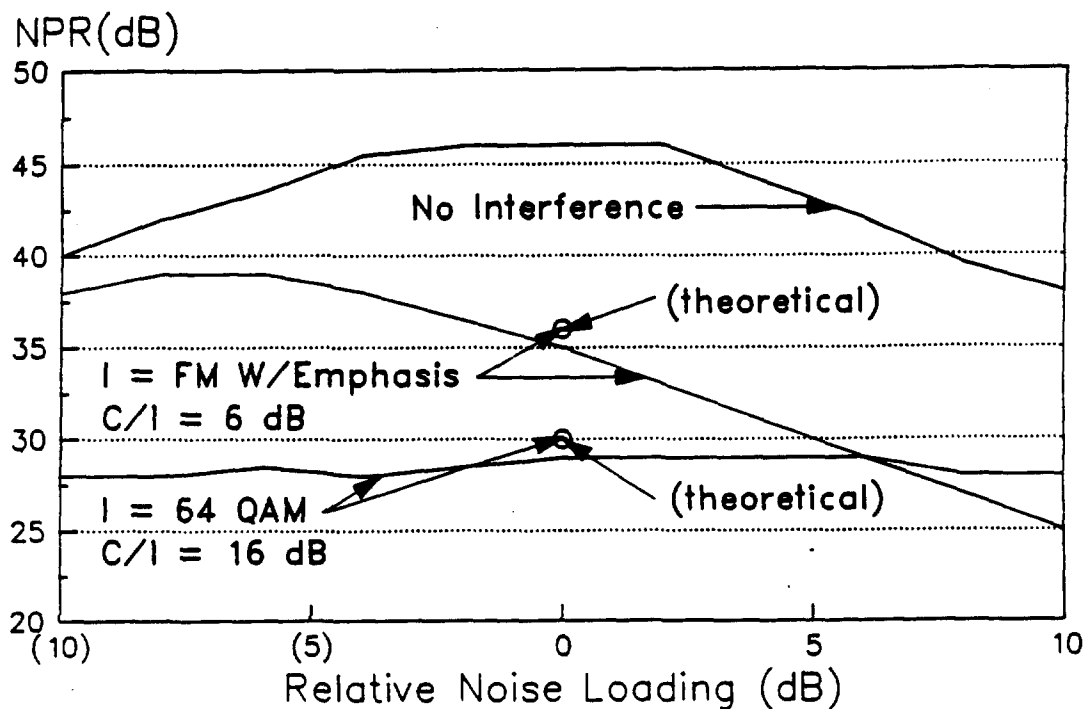 NPR(dB)
50
45
No Interference
40
(theoretical)
35
I = FM W/Emphasis
C/I = 6 dB
30
(theoretical)
I = 64 QAM
C/I = 16 dB
25
20
(10)
(5)
0
5
10
Relative Noise Loading (dB)